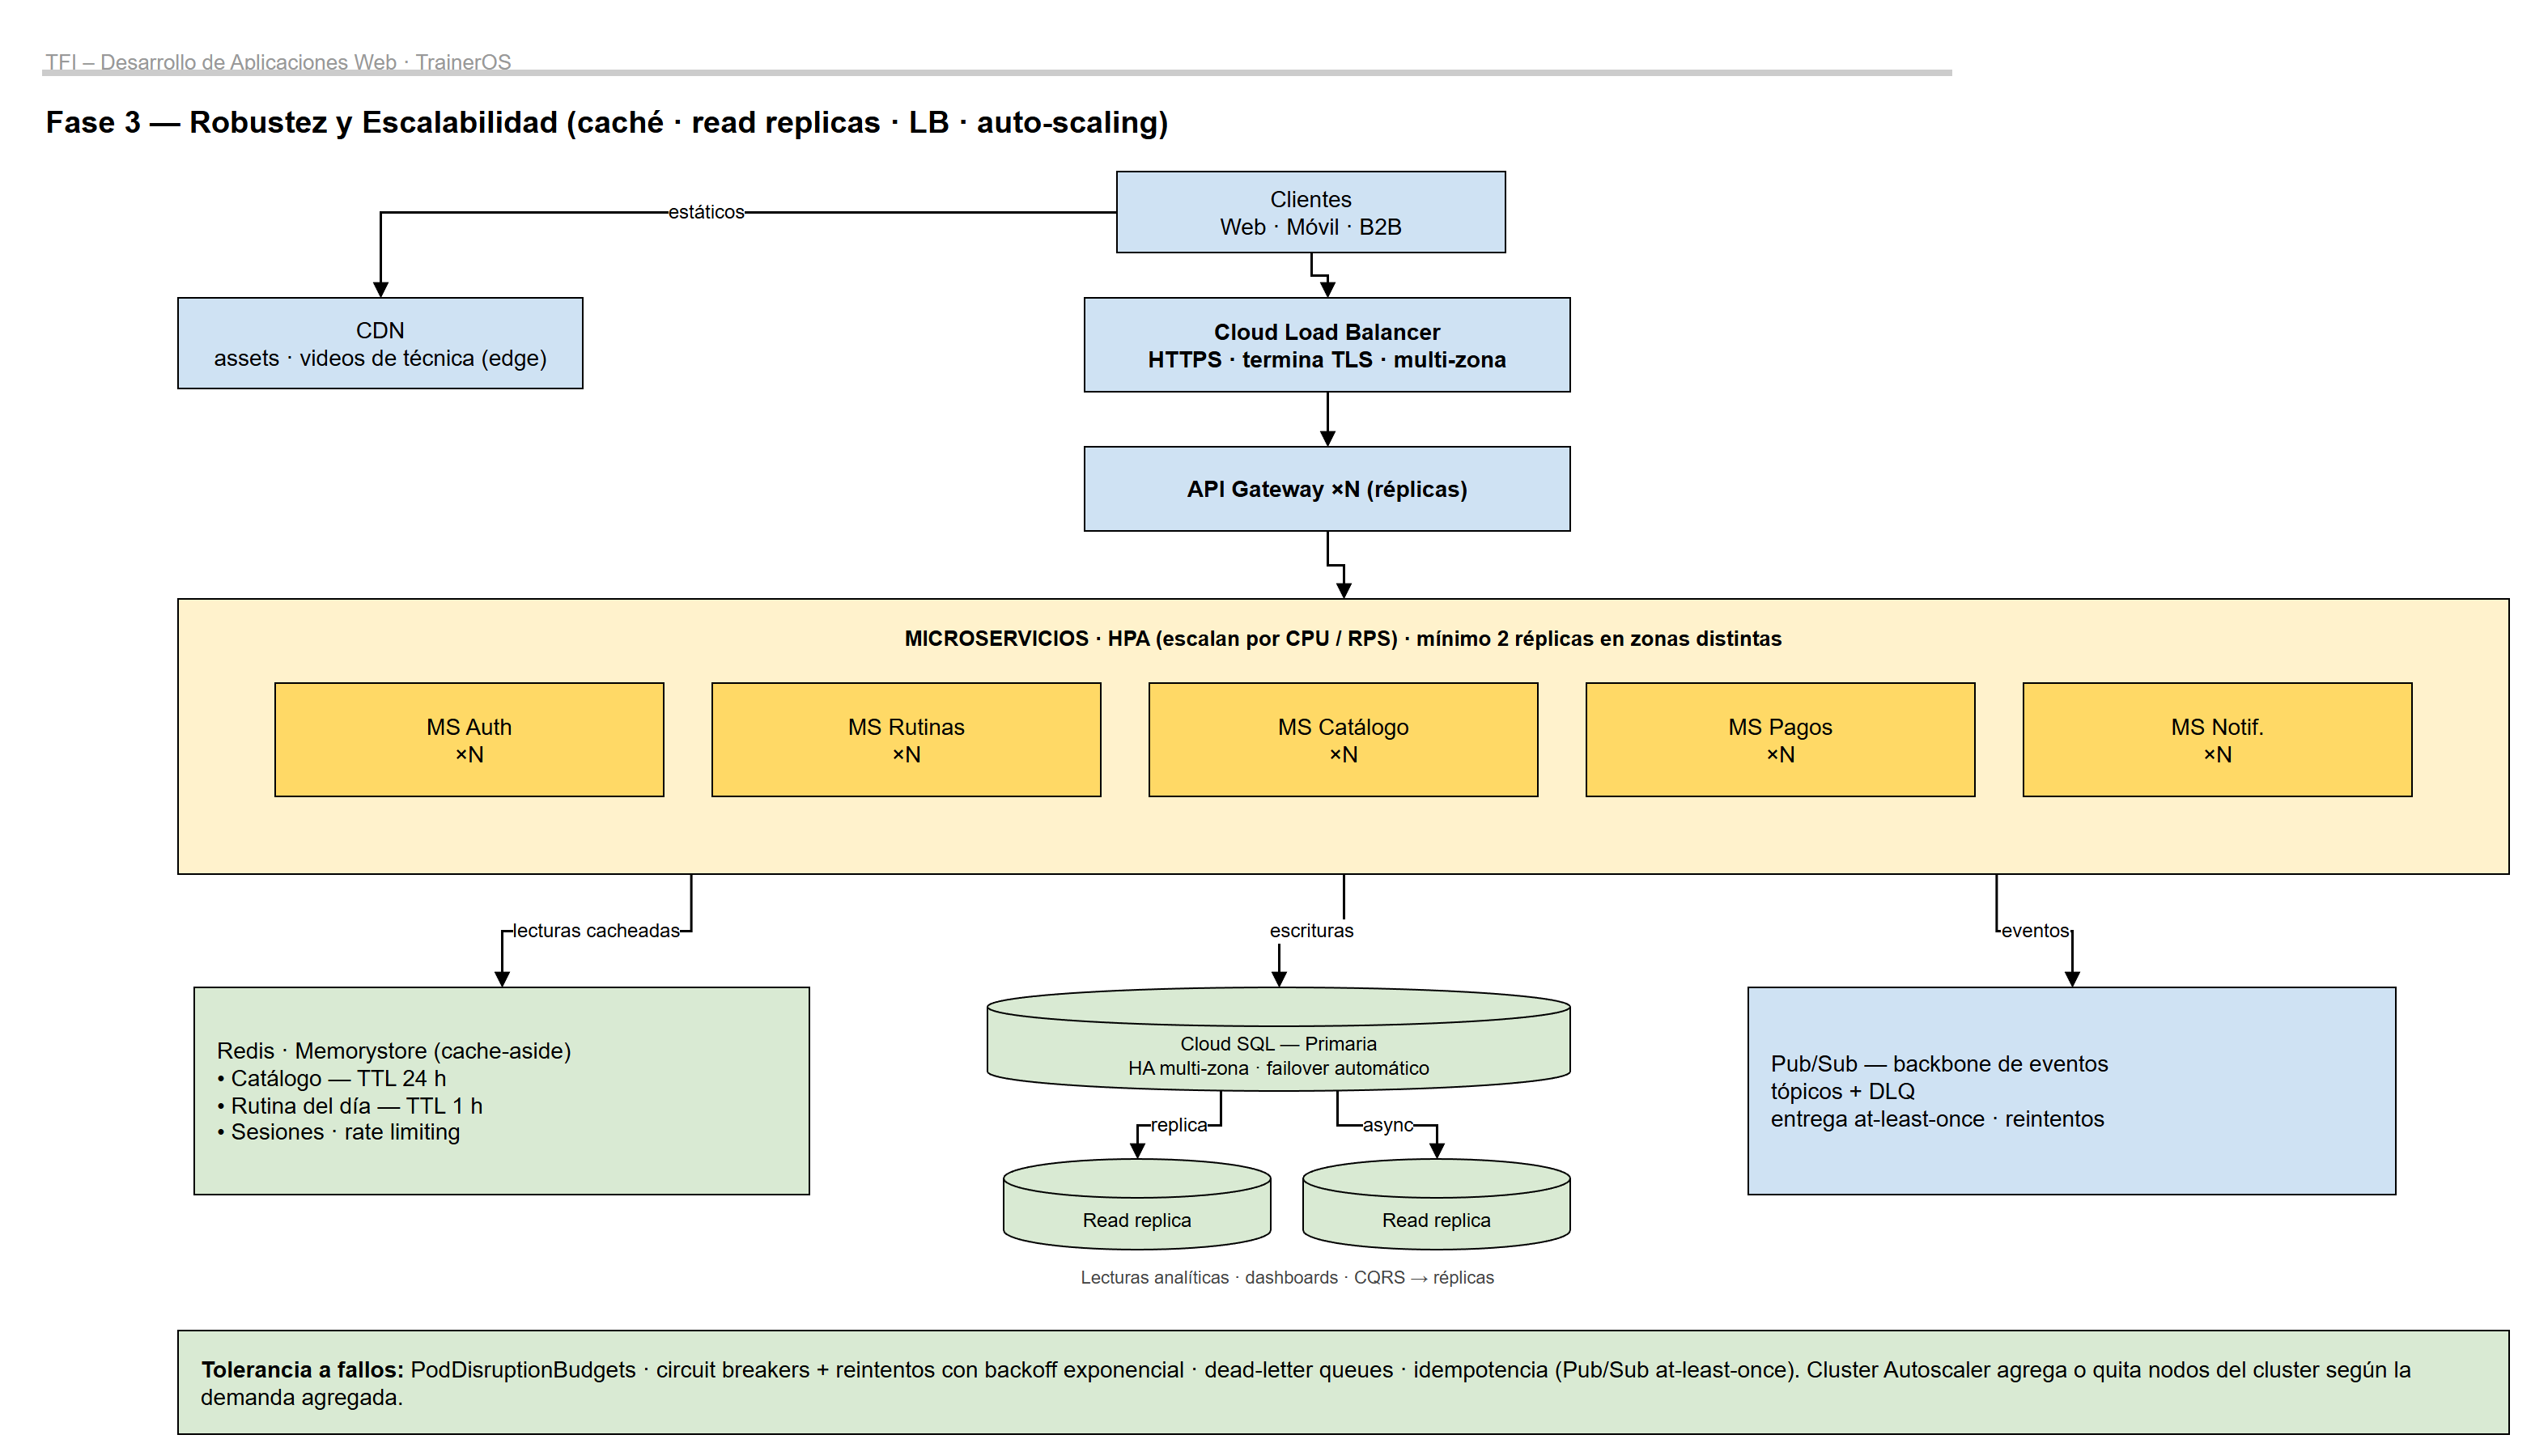 TFI – Desarrollo de Aplicaciones Web · TrainerOS
Fase 3 — Robustez y Escalabilidad (caché · read replicas · LB · auto-scaling)
Clientes
Web · Móvil · B2B
estáticos
CDN
assets · videos de técnica (edge)
Cloud Load Balancer
HTTPS · termina TLS · multi-zona
API Gateway ×N (réplicas)
MICROSERVICIOS · HPA (escalan por CPU / RPS) · mínimo 2 réplicas en zonas distintas
MS Auth
×N
MS Rutinas
×N
MS Catálogo
×N
MS Pagos
×N
MS Notif.
×N
lecturas cacheadas
escrituras
eventos
Redis · Memorystore (cache-aside)
• Catálogo — TTL 24 h
• Rutina del día — TTL 1 h
• Sesiones · rate limiting
Cloud SQL — Primaria
HA multi-zona · failover automático
replica
async
Read replica
Read replica
Lecturas analíticas · dashboards · CQRS → réplicas
Pub/Sub — backbone de eventos
tópicos + DLQ
entrega at-least-once · reintentos
Tolerancia a fallos: PodDisruptionBudgets · circuit breakers + reintentos con backoff exponencial · dead-letter queues · idempotencia (Pub/Sub at-least-once). Cluster Autoscaler agrega o quita nodos del cluster según la
demanda agregada.